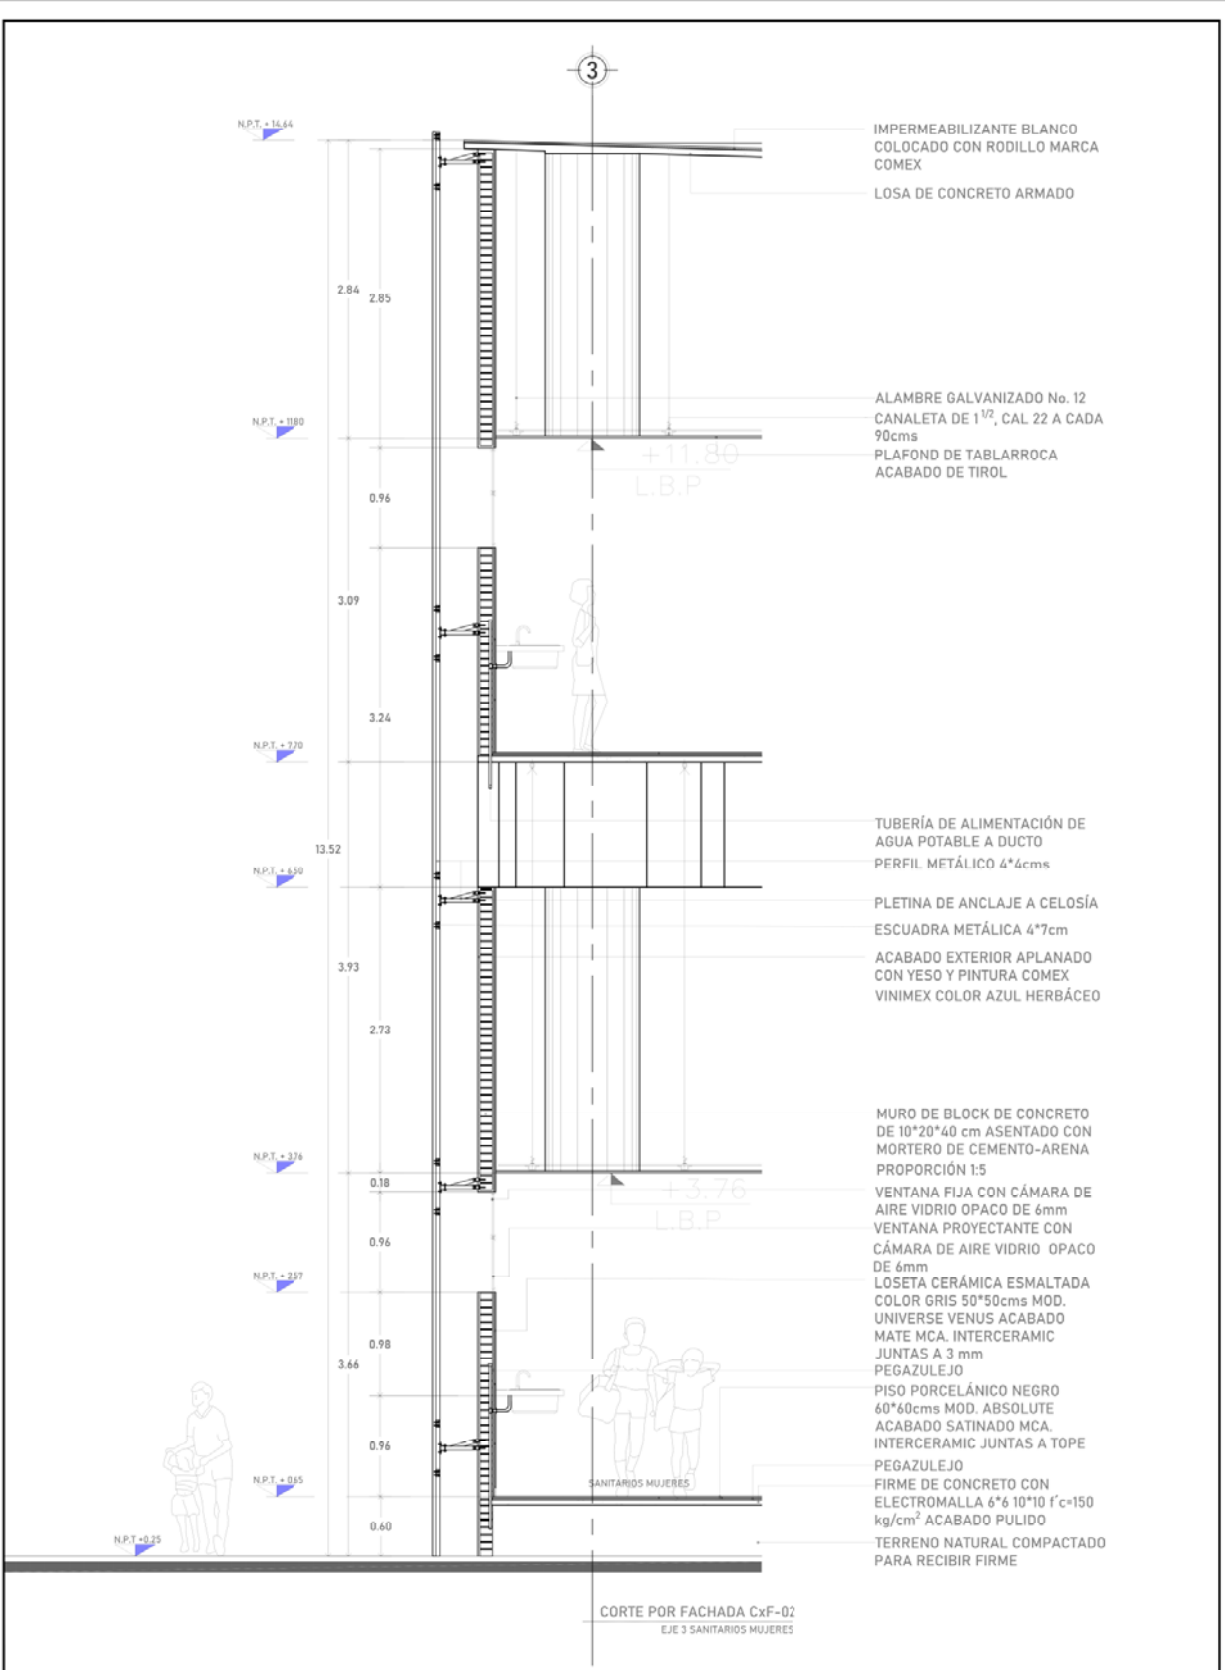 3
N.P.T. + 14.64
IMPERMEABILIZANTE BLANCO
COLOCADO CON RODILLO MARCA
COMEX
LOSA DE CONCRETO ARMADO
2.84
2.85
ALAMBRE GALVANIZADO No. 12
CANALETA DE 1 1/2, CAL 22 A CADA
90cms
N.P.T. + 11.80
+11.80
L.B.P
PLAFOND DE TABLARROCA
ACABADO DE TIROL
0.96
3.09
3.24
N.P.T. + 7.70
TUBERÍA DE ALIMENTACIÓN DE
AGUA POTABLE A DUCTO
13.52
PERFIL METÁLICO 4*4cms
N.P.T. + 6.50
PLETINA DE ANCLAJE A CELOSÍA
ESCUADRA METÁLICA 4*7cm
ACABADO EXTERIOR APLANADO
CON YESO Y PINTURA COMEX
VINIMEX COLOR AZUL HERBÁCEO
3.93
2.73
MURO DE BLOCK DE CONCRETO
DE 10*20*40 cm ASENTADO CON
MORTERO DE CEMENTO-ARENA
PROPORCIÓN 1:5
N.P.T. + 3.76
0.18
+3.76
L.B.P
VENTANA FIJA CON CÁMARA DE
AIRE VIDRIO OPACO DE 6mm
VENTANA PROYECTANTE CON
CÁMARA DE AIRE VIDRIO OPACO
DE 6mm
0.96
N.P.T. + 2.57
LOSETA CERÁMICA ESMALTADA
COLOR GRIS 50*50cms MOD.
UNIVERSE VENUS ACABADO
MATE MCA. INTERCERAMIC
JUNTAS A 3 mm
0.98
3.66
PEGAZULEJO
PISO PORCELÁNICO NEGRO
60*60cms MOD. ABSOLUTE
ACABADO SATINADO MCA.
INTERCERAMIC JUNTAS A TOPE
0.96
PEGAZULEJO
N.P.T. + 0.65
SANITARIOS MUJERES
FIRME DE CONCRETO CON
ELECTROMALLA 6*6 10*10 f´c=150
kg/cm² ACABADO PULIDO
0.60
N.P.T +0.25
TERRENO NATURAL COMPACTADO
PARA RECIBIR FIRME
CORTE POR FACHADA CxF-02
EJE 3 SANITARIOS MUJERES